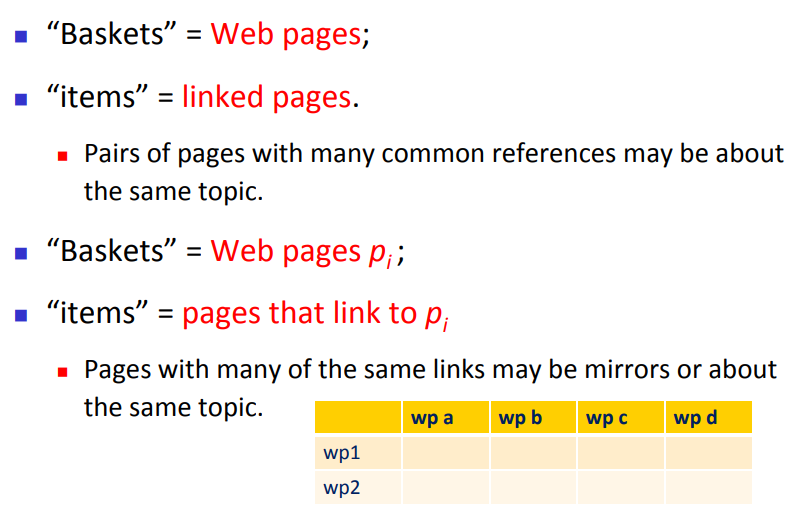 “Baskets” = Web pages;
“items” = linked pages.
Pairs of pages with many common references may be about
the same topic.
“Baskets” = Web pages pi;
“items” = pages that link to pi
Pages with many of the same links may be mirrors or about
the same topic.
wp a wp b wp c wp d
wp1
wp2